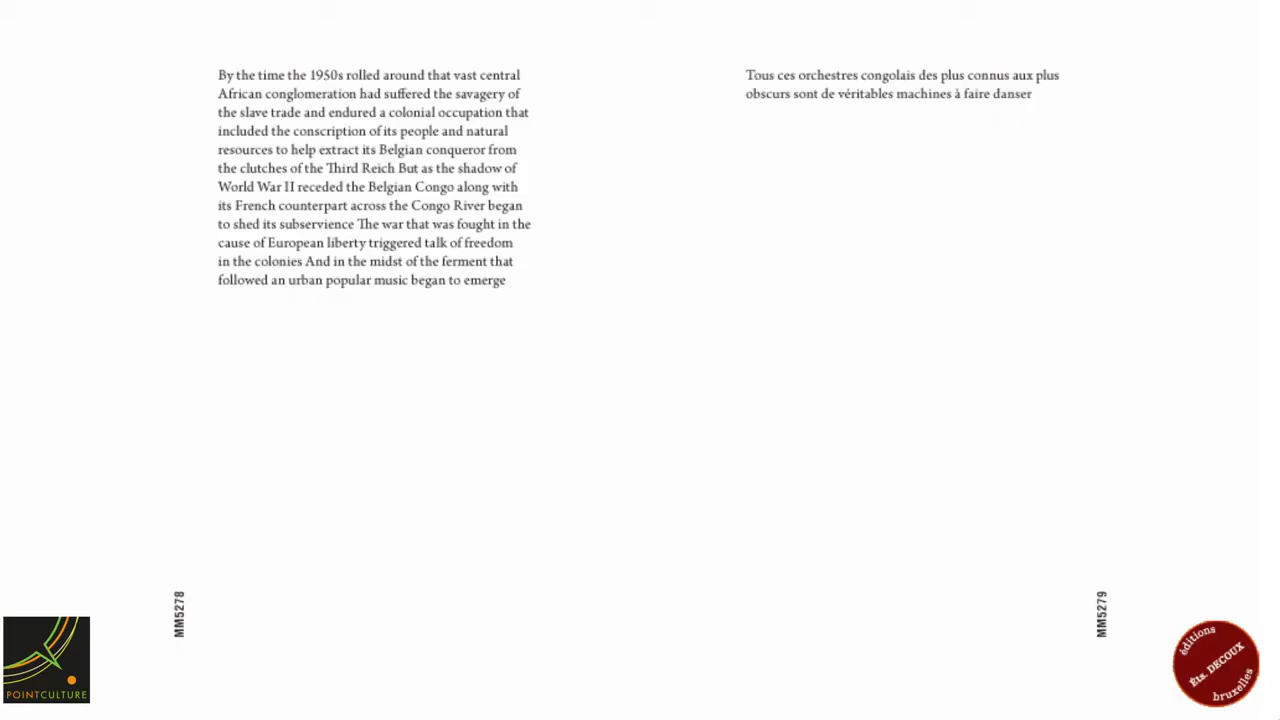 By the time the 1950s rolled around that vast central
African conglomeration had suffered the savagery of
the slave trade and endured a colonial occupation that
included the conscription of its people and natural
resources to help extract its Belgian conqueror from
the clutches of the Third Reich But as the shadow of
World War II receded the Belgian Congo along with
its French counterpart across the Congo River began
to shed its subservience The war that was fought in the
cause of European liberty triggered talk of freedom
in the colonies And in the midst of the ferment that
followed an urban popular music began to emerge
Tous ces orchestres congolais des plus connus aux plus
obscurs sont de véritables machines à faire danser
MM5278
MM5279
POINTCULTURE
éditions
Éts. DECOUX
bruxelles